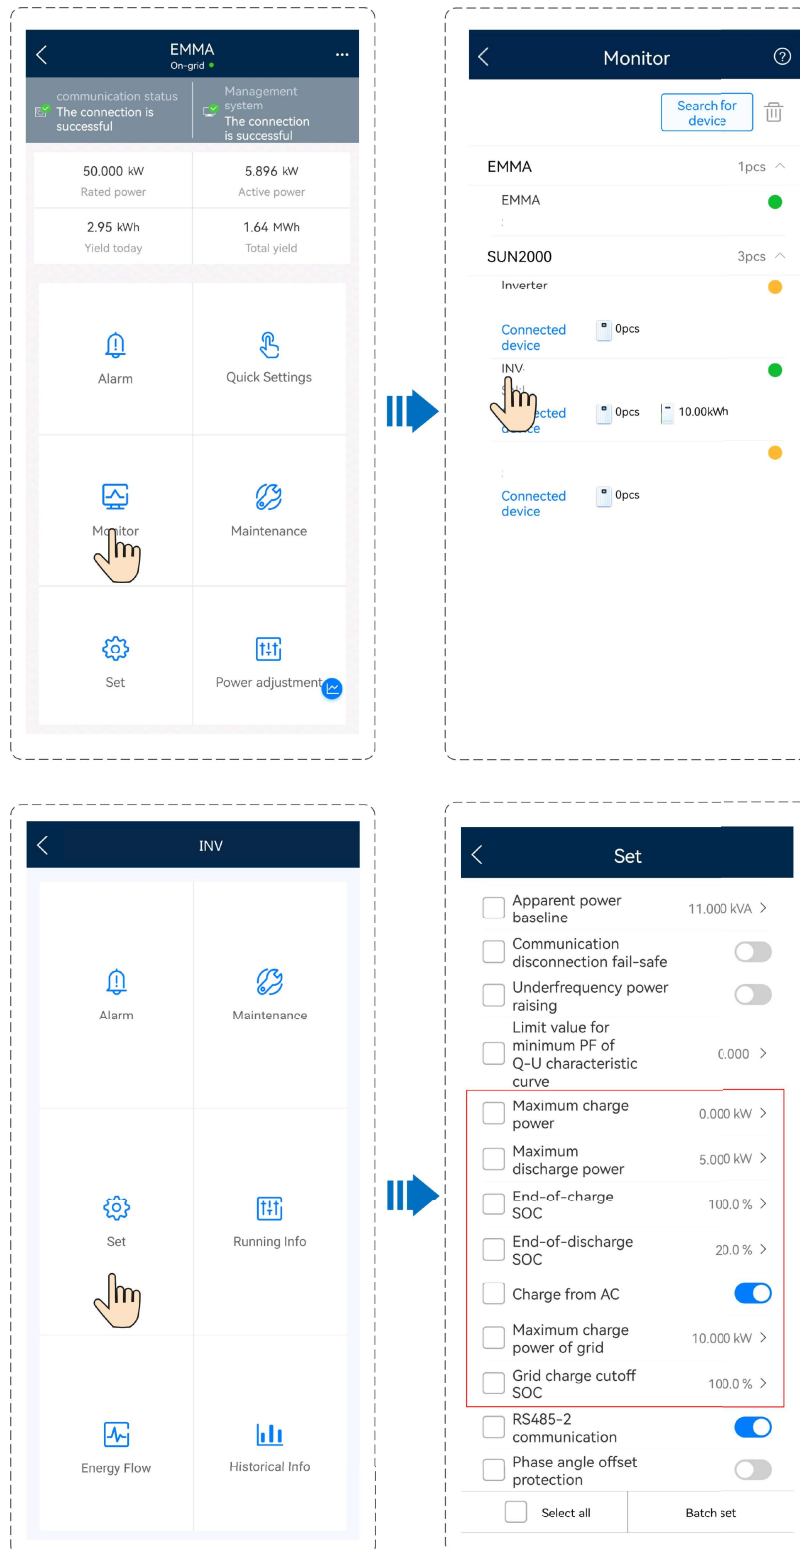 EMMA
On-grid
communication status
The connection is
successful
Management
system
The connection
is successful
50.000 kW
Rated power
5.896 kW
Active power
2.95 kWh
Yield today
1.64 MWh
Total yield
Alarm
Quick Settings
Monitor
Maintenance
Set
Power adjustment
Monitor
Search for
device
EMMA
1pcs
EMMA
SUN2000
3pcs
Inverter
Connected
device
0pcs
INV
0pcs
10.00kWh
Connected
device
0pcs
INV
Alarm
Maintenance
Set
Running Info
Energy Flow
Historical Info
Set
Apparent power
baseline
11.000 kVA
Communication
disconnection fail-safe
Underfrequency power
raising
Limit value for
minimum PF of
Q-U characteristic
curve
0.000
Maximum charge
power
0.000 kW
Maximum
discharge power
5.000 kW
End-of-charge
SOC
100.0 %
End-of-discharge
SOC
20.0 %
Charge from AC
Maximum charge
power of grid
10.000 kW
Grid charge cutoff
SOC
100.0 %
RS485-2
communication
Phase angle offset
protection
Select all
Batch set